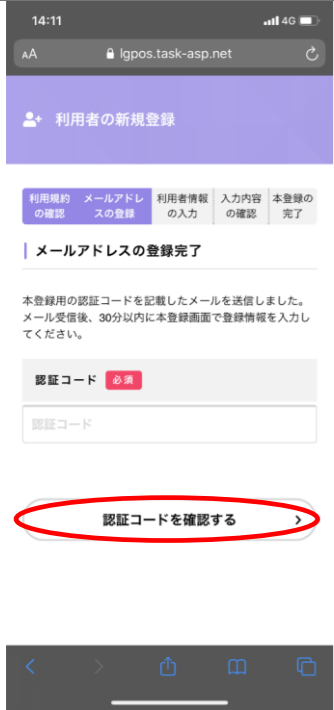 14:11
4G
AA
lgpos.task-asp.net
利用者の新規登録
利用規約
の確認
メールアドレ
スの登録
利用者情報
の入力
入力内容
の確認
本登録の
完了
メールアドレスの登録完了
本登録用の認証コードを記載したメールを送信しました。
メール受信後、30分以内に本登録画面で登録情報を入力し
てください。
認証コード 必須
認証コード
認証コードを確認する